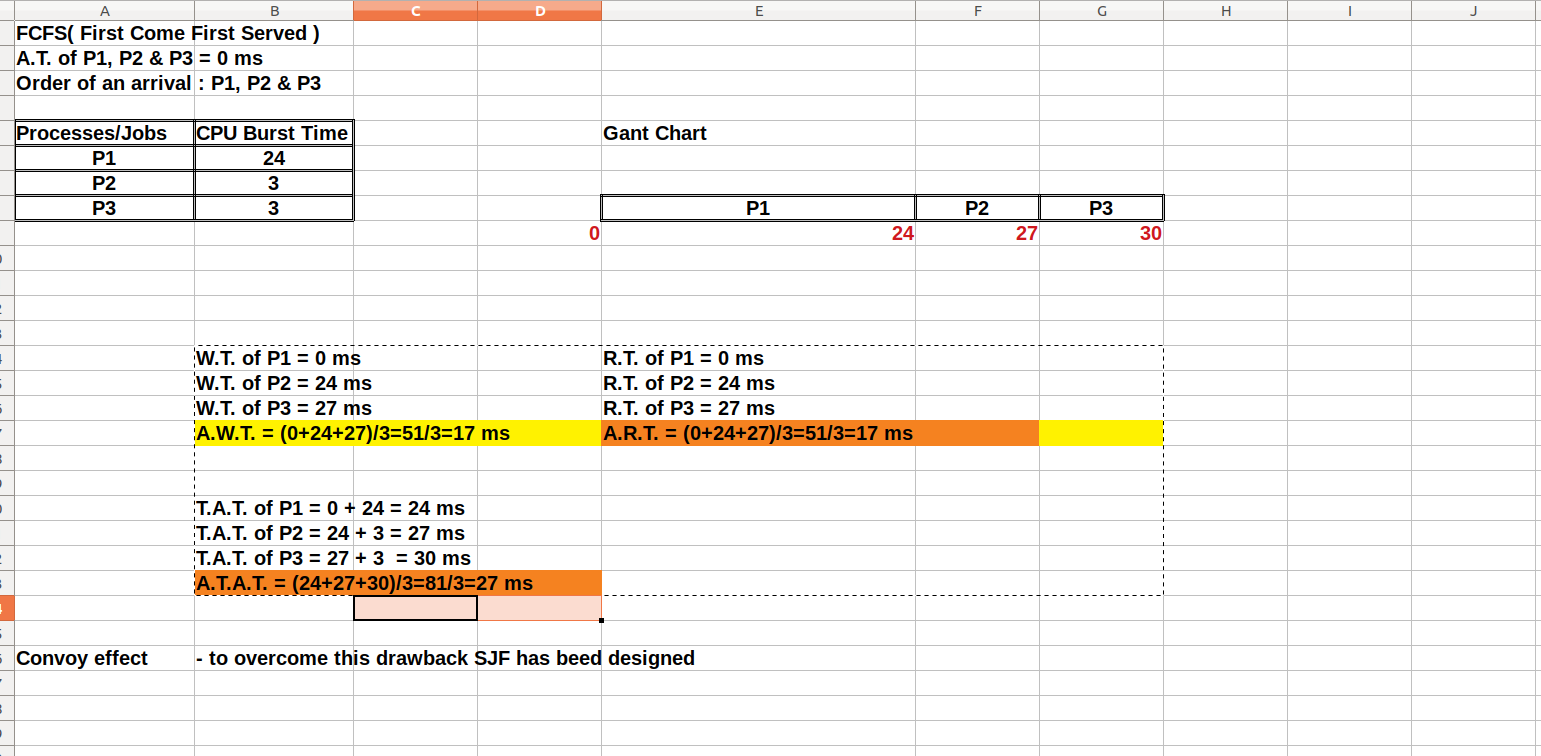 A B C D E F G H I J
FCFS( First Come First Served )
A.T. of P1, P2 & P3 = 0 ms
Order of an arrival : P1, P2 & P3
Processes/Jobs CPU Burst Time Gant Chart
P1 24
P2 3
P3 3 P1 P2 P3
0 24 27 30
W.T. of P1 = 0 ms R.T. of P1 = 0 ms
W.T. of P2 = 24 ms R.T. of P2 = 24 ms
W.T. of P3 = 27 ms R.T. of P3 = 27 ms
A.W.T. = (0+24+27)/3=51/3=17 ms A.R.T. = (0+24+27)/3=51/3=17 ms
T.A.T. of P1 = 0 + 24 = 24 ms
T.A.T. of P2 = 24 + 3 = 27 ms
T.A.T. of P3 = 27 + 3  = 30 ms
A.T.A.T. = (24+27+30)/3=81/3=27 ms
Convoy effect - to overcome this drawback SJF has beed designed